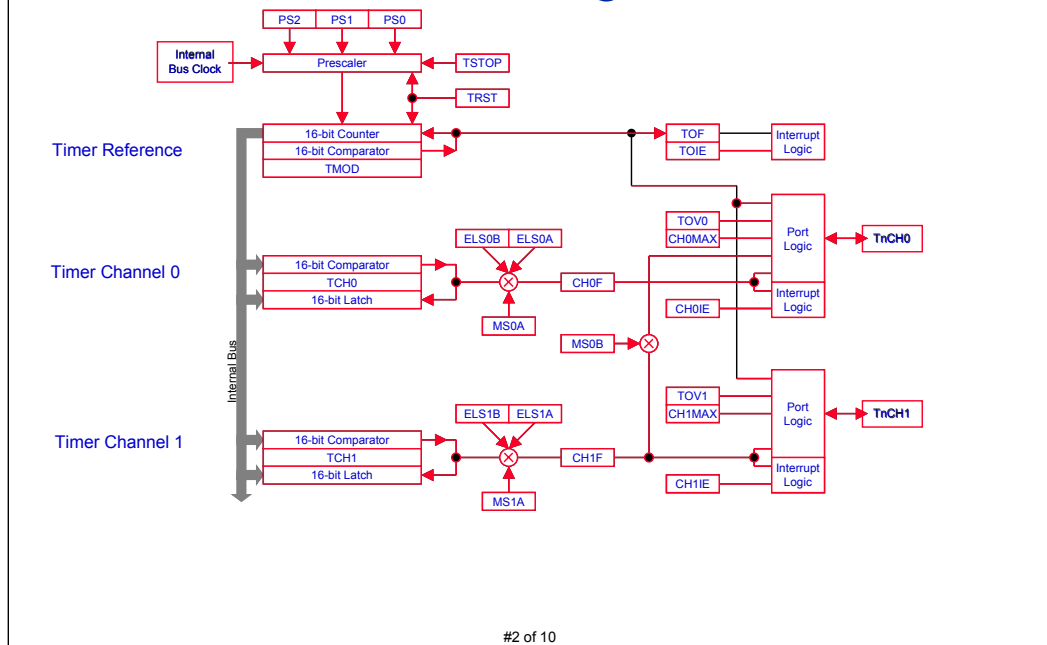 PS2 PS1 PS0
Internal
Bus Clock
Prescaler
TSTOP
TRST
Timer Reference
16-bit Counter
16-bit Comparator
TMOD
TOF
TOIE
Interrupt
Logic
TOV0
CH0MAX
Port
Logic
TnCH0
Timer Channel 0
16-bit Comparator
TCH0
16-bit Latch
ELS0B ELS0A
MS0A
CH0F
CH0IE
Interrupt
Logic
MS0B
Internal Bus
Timer Channel 1
16-bit Comparator
TCH1
16-bit Latch
ELS1B ELS1A
MS1A
CH1F
TOV1
CH1MAX
Port
Logic
TnCH1
CH1IE
Interrupt
Logic
#2 of 10